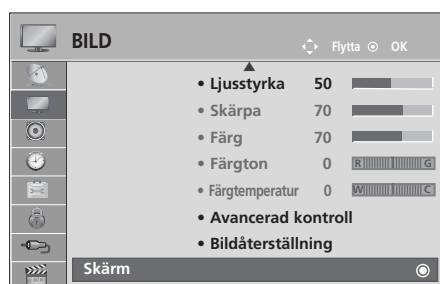 BILD Flytta ⊙ OK
• Ljusstyrka 50
• Skärpa 70
• Färg 70
• Färgton 0 R G
• Färgtemperatur 0 W C
• Avancerad kontroll
• Bildåterställning
Skärm